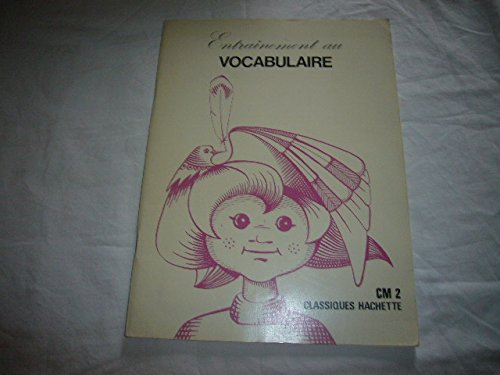 Entraînement au
VOCABULAIRE
CM 2
CLASSIQUES HACHETTE